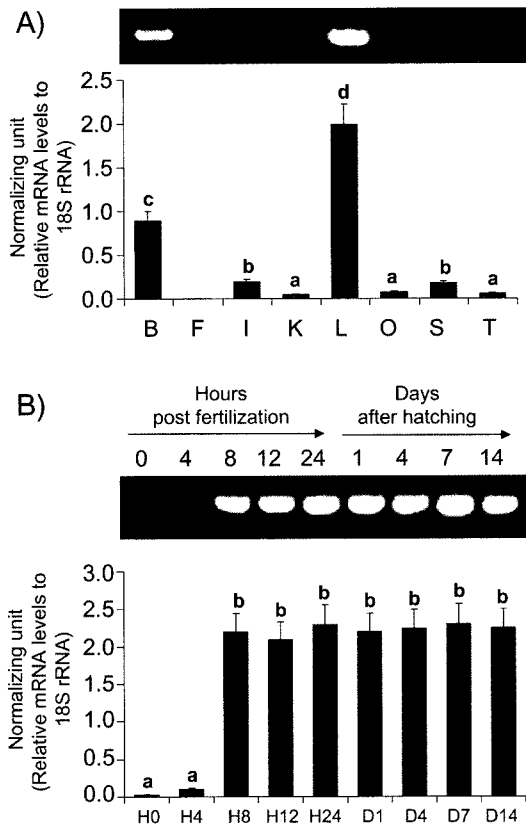 A)
Normalizing unit
(Relative mRNA levels to
18S rRNA)
2.5
2.0
1.5
1.0
0.5
0.0
c
b
a
d
a
b
a
B F I K L O S T
B)
Hours
post fertilization
Days
after hatching
0 4 8 12 24 1 4 7 14
Normalizing unit
(Relative mRNA levels to
18S rRNA)
3.0
2.5
2.0
1.5
1.0
0.5
0.0
a a b b b b b b b
H0 H4 H8 H12 H24 D1 D4 D7 D14